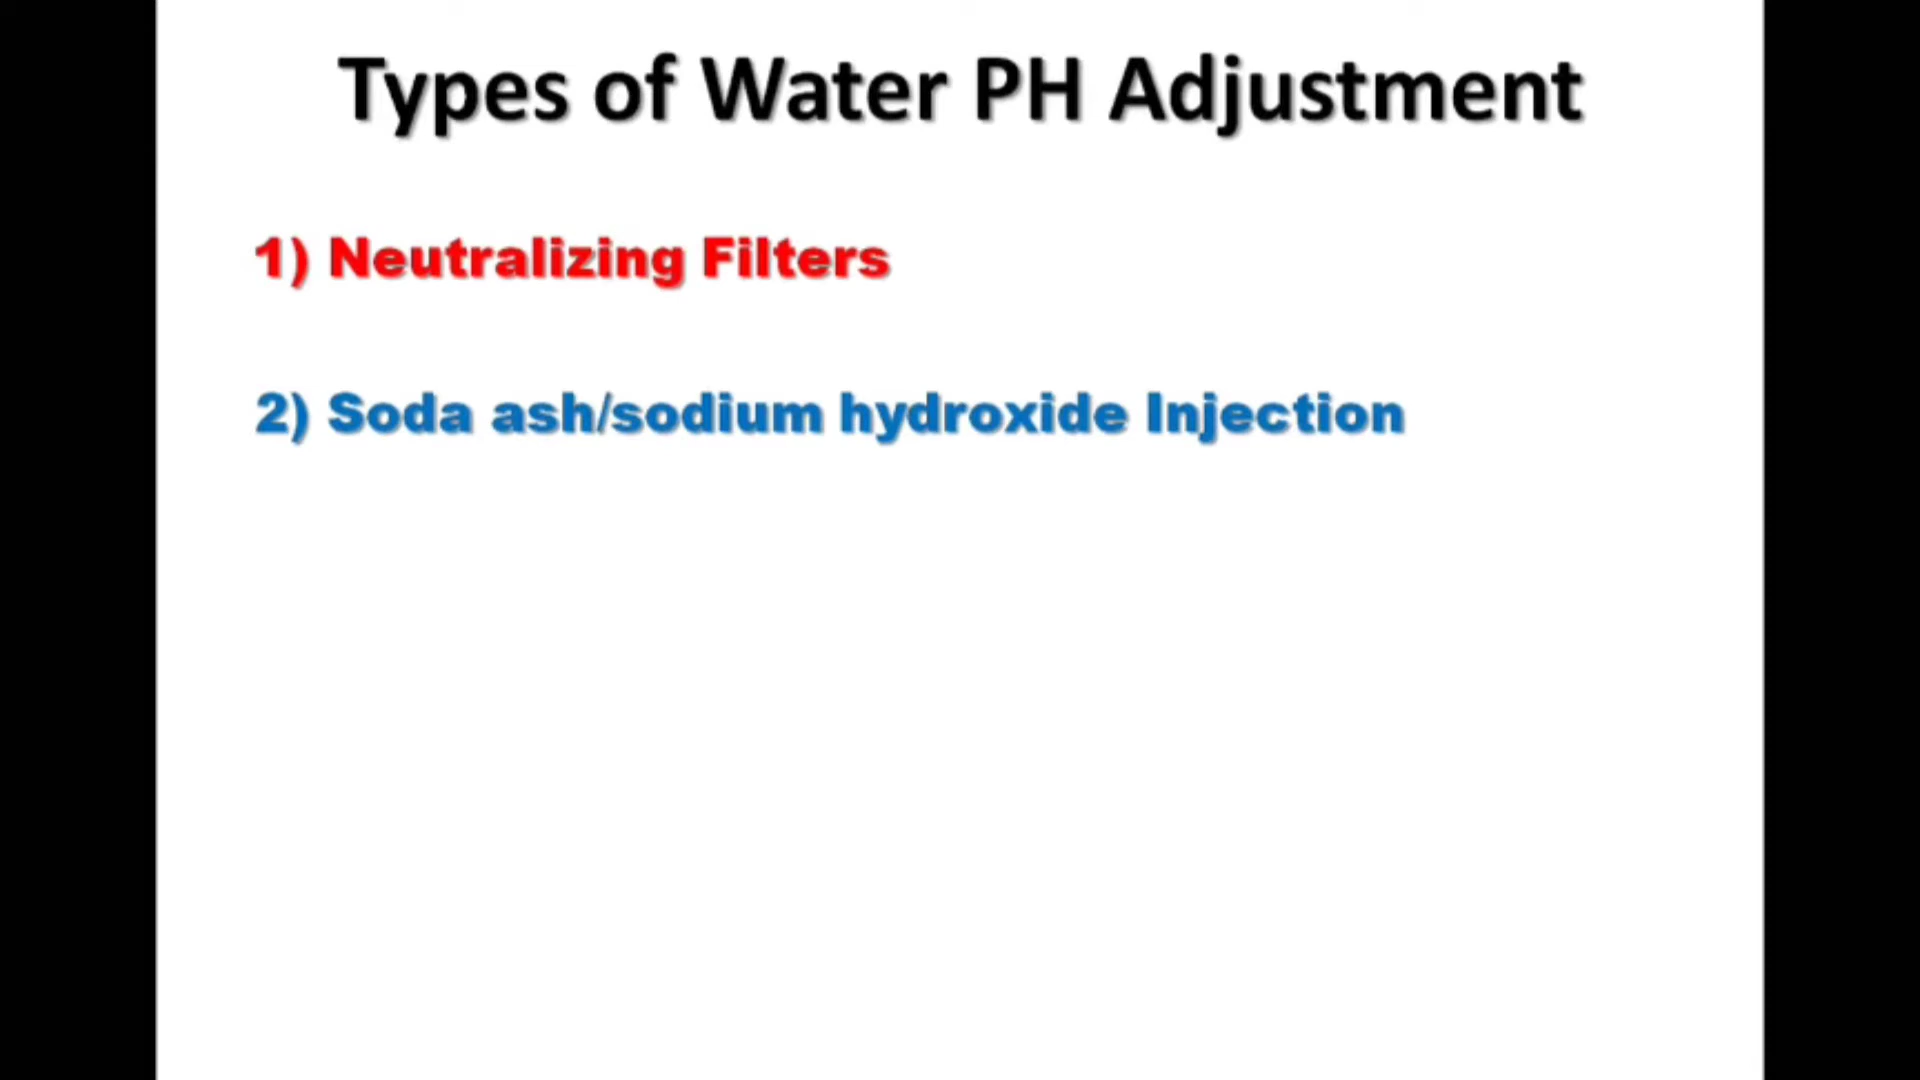 Types of Water PH Adjustment
1) Neutralizing Filters
2) Soda ash/sodium hydroxide Injection